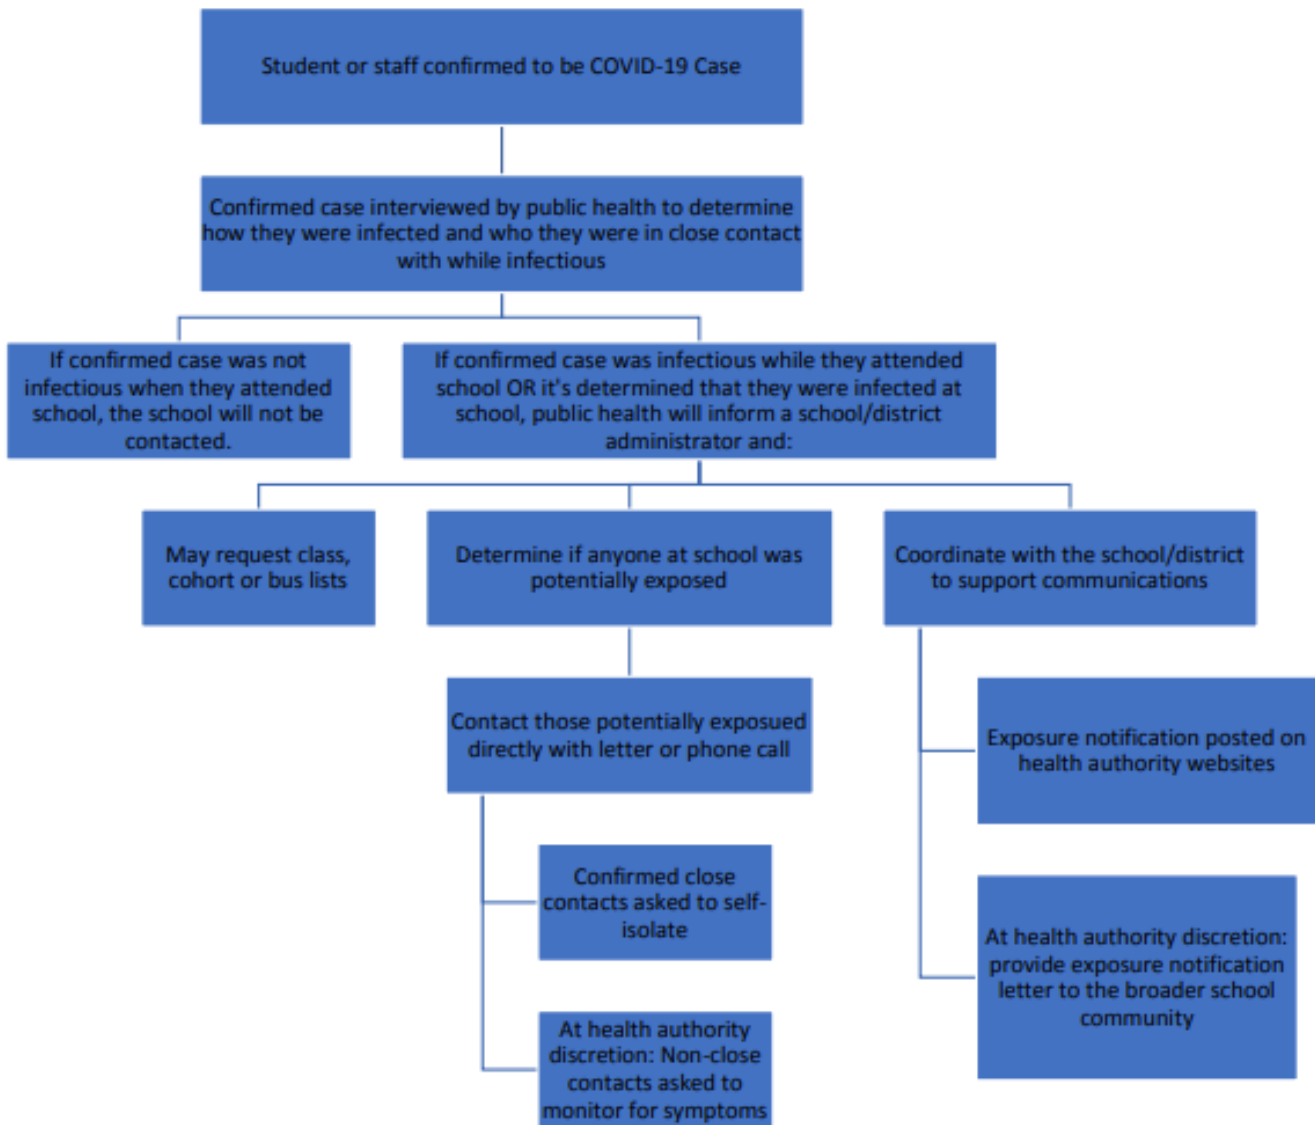 Student or staff confirmed to be COVID-19 Case
Confirmed case interviewed by public health to determine
how they were infected and who they were in close contact
with while infectious
If confirmed case was not
infectious when they attended
school, the school will not be
contacted.
If confirmed case was infectious while they attended
school OR it's determined that they were infected at
school, public health will inform a school/district
administrator and:
May request class,
cohort or bus lists
Determine if anyone at school was
potentially exposed
Coordinate with the school/district
to support communications
Contact those potentially exposued
directly with letter or phone call
Confirmed close
contacts asked to self-
isolate
At health authority
discretion: Non-close
contacts asked to
monitor for symptoms
Exposure notification posted on
health authority websites
At health authority discretion:
provide exposure notification
letter to the broader school
community